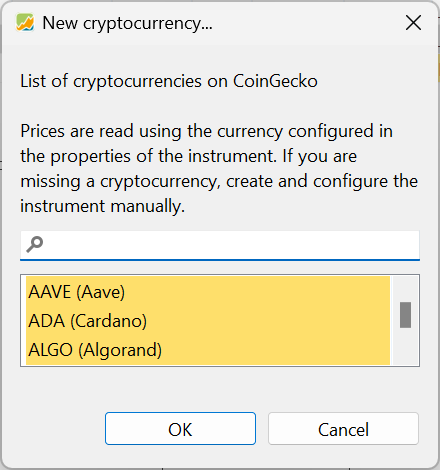 New cryptocurrency...
List of cryptocurrencies on CoinGecko
Prices are read using the currency configured in
the properties of the instrument. If you are
missing a cryptocurrency, create and configure the
instrument manually.
AAVE (Aave)
ADA (Cardano)
ALGO (Algorand)
OK
Cancel